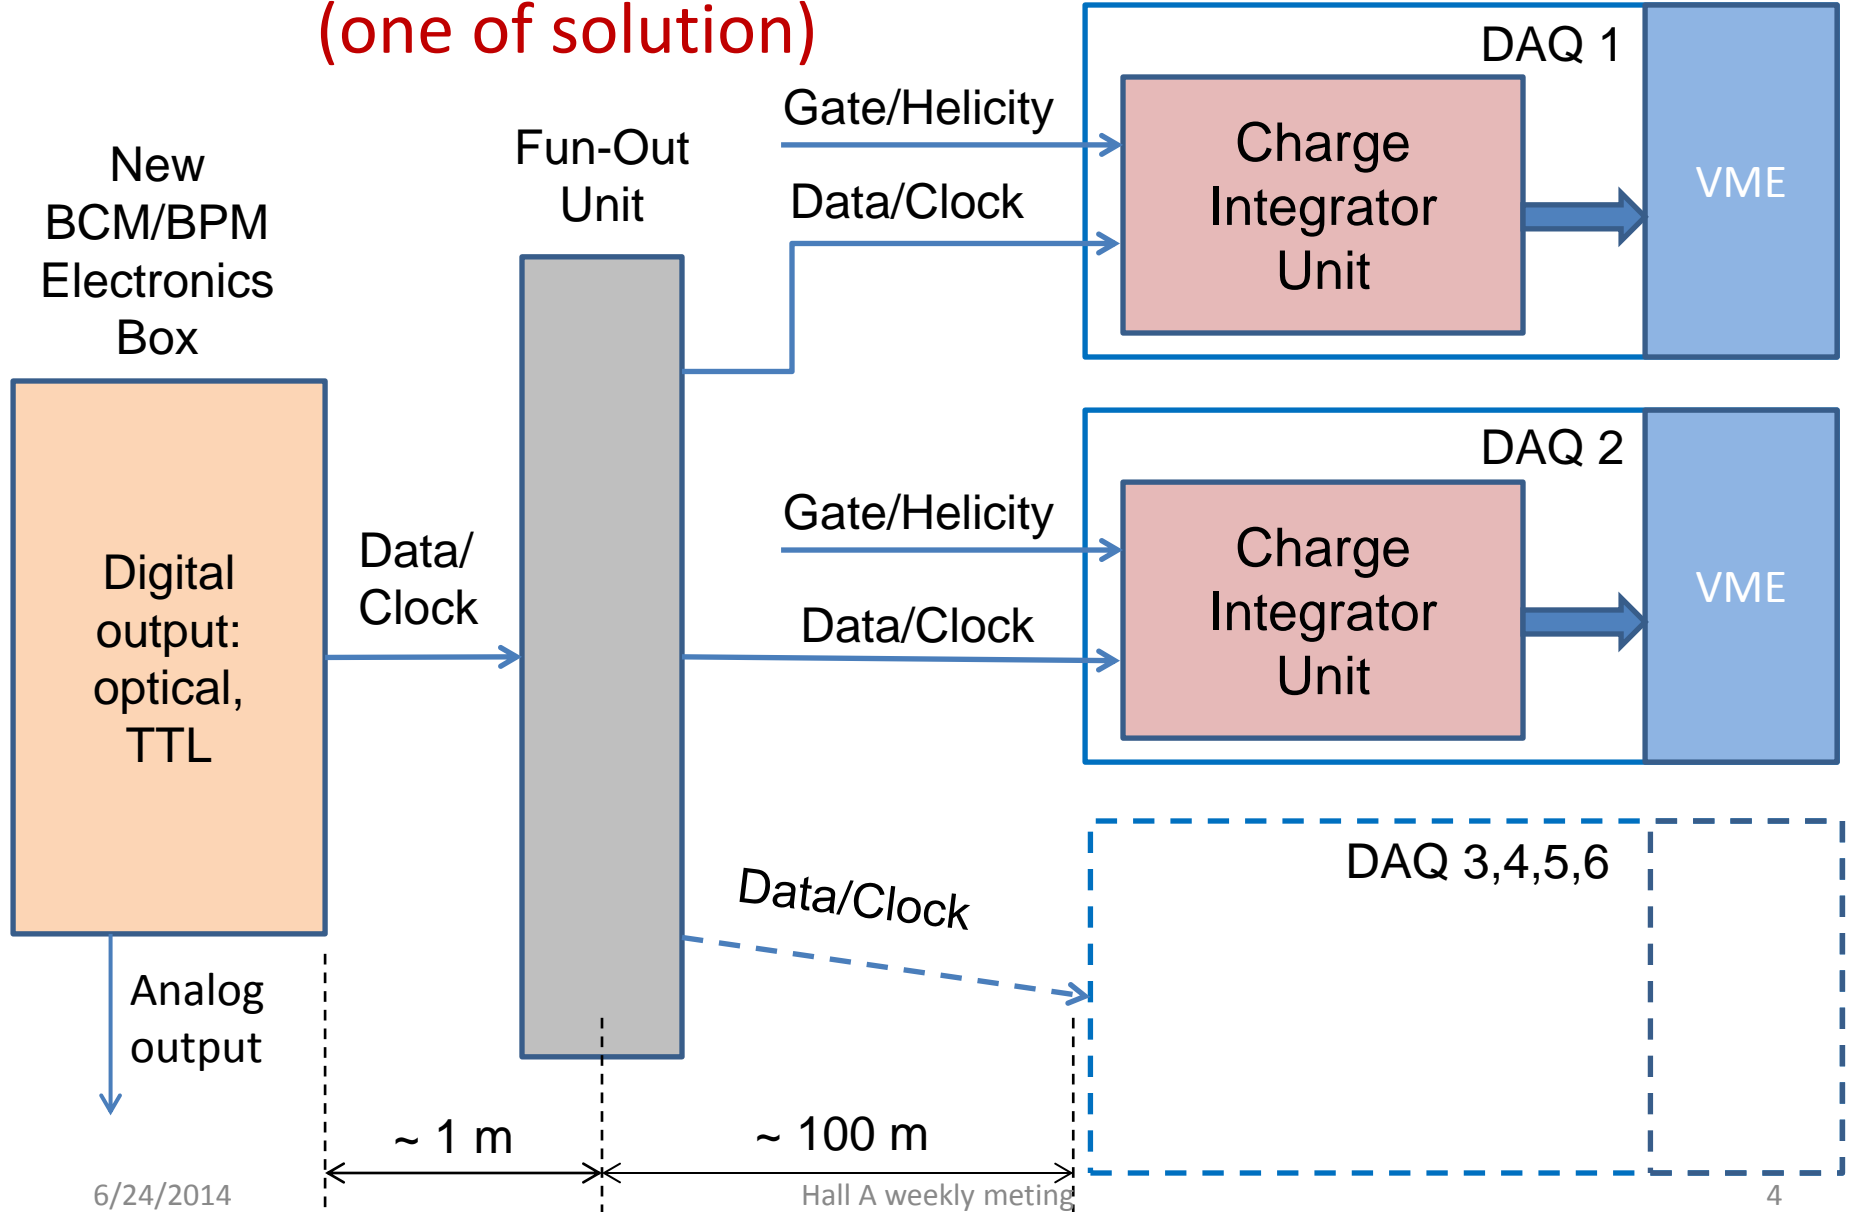 (one of solution)
New
BCM/BPM
Electronics
Box
Digital
output:
optical,
TTL
Analog
output
Data/
Clock
Fun-Out
Unit
Gate/Helicity
Data/Clock
DAQ 1
Charge
Integrator
Unit
VME
Gate/Helicity
Data/Clock
DAQ 2
Charge
Integrator
Unit
VME
Data/Clock
DAQ 3,4,5,6
~ 1 m
~ 100 m
6/24/2014
Hall A weekly meting
4